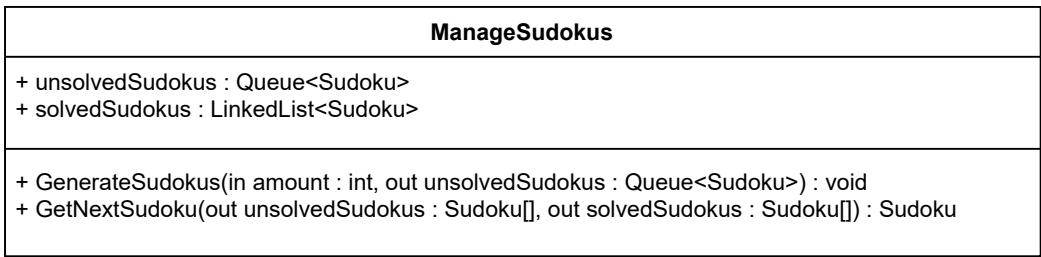 ManageSudokus
+ unsolvedSudokus : Queue<Sudoku>
+ solvedSudokus : LinkedList<Sudoku>
+ GenerateSudokus(in amount : int, out unsolvedSudokus : Queue<Sudoku>) : void
+ GetNextSudoku(out unsolvedSudokus : Sudoku[], out solvedSudokus : Sudoku[]) : Sudoku